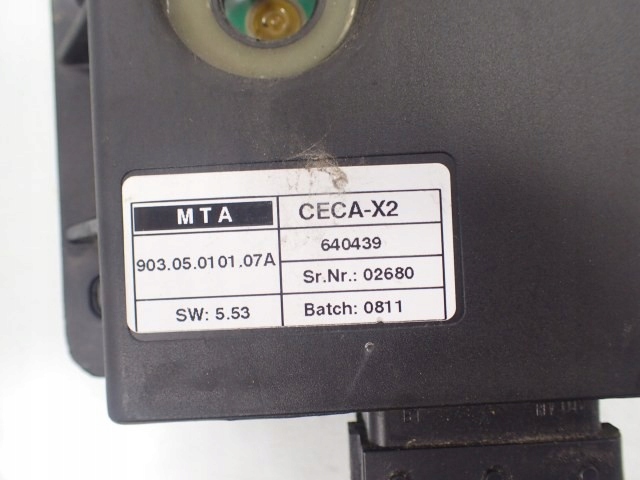 MTA
CECA-X2
903.05.0101.07A
640439
Sr.Nr.: 02680
SW: 5.53
Batch: 0811